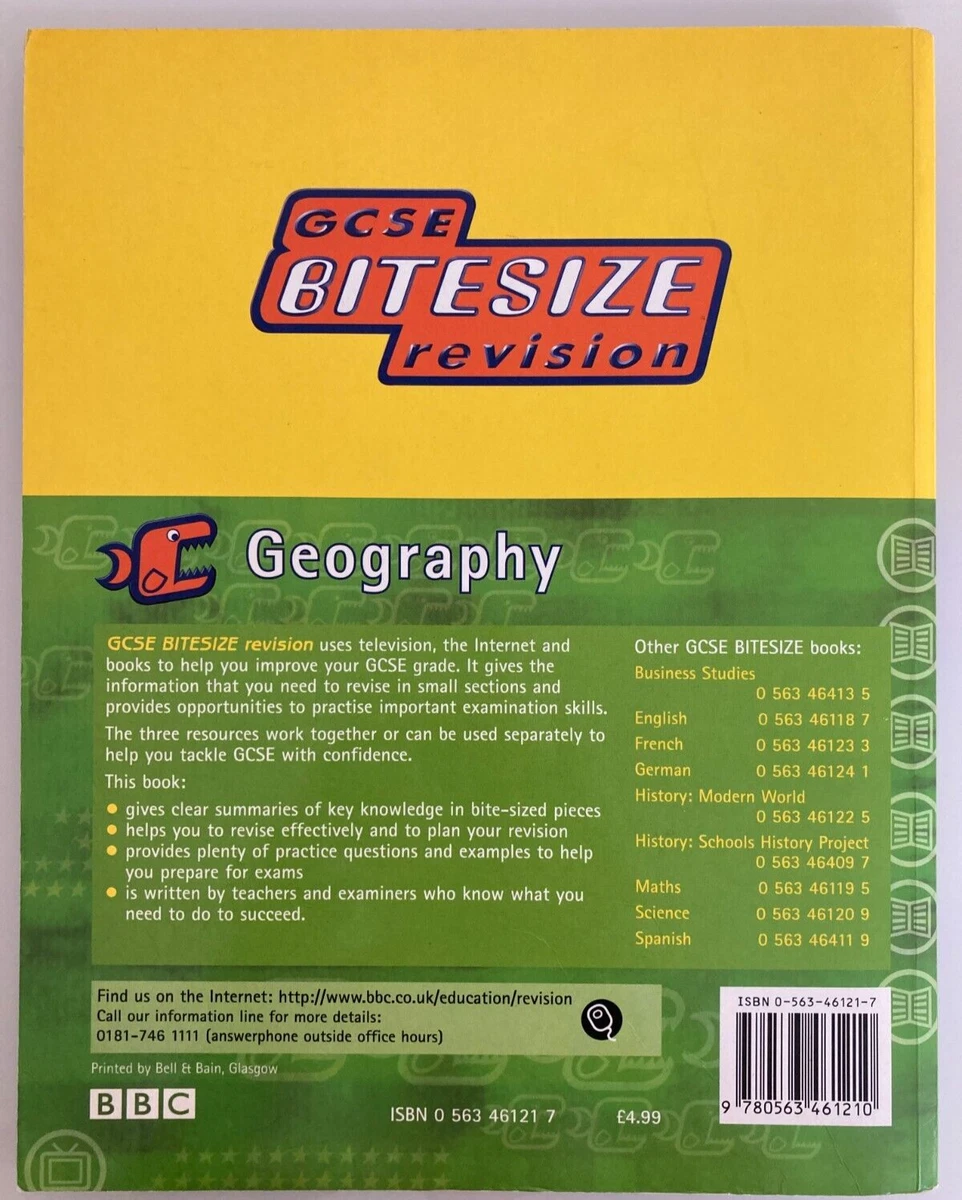 GCSE
BITESIZE
revision
Geography
GCSE BITESIZE revision uses television, the Internet and
books to help you improve your GCSE grade. It gives the
information that you need to revise in small sections and
provides opportunities to practise important examination skills.
The three resources work together or can be used separately to
help you tackle GCSE with confidence.
This book:
● gives clear summaries of key knowledge in bite-sized pieces
● helps you to revise effectively and to plan your revision
● provides plenty of practice questions and examples to help
you prepare for exams
● is written by teachers and examiners who know what you
need to do to succeed.
Other GCSE BITESIZE books:
Business Studies
0 563 46413 5
English 0 563 46118 7
French 0 563 46123 3
German 0 563 46124 1
History: Modern World
0 563 46122 5
History: Schools History Project
0 563 46409 7
Maths 0 563 46119 5
Science 0 563 46120 9
Spanish 0 563 46411 9
Find us on the Internet: http://www.bbc.co.uk/education/revision
Call our information line for more details:
0181-746 1111 (answerphone outside office hours)
Printed by Bell & Bain, Glasgow
BBC
ISBN 0 563 46121 7 £4.99
ISBN 0-563-46121-7
9 780563 461210